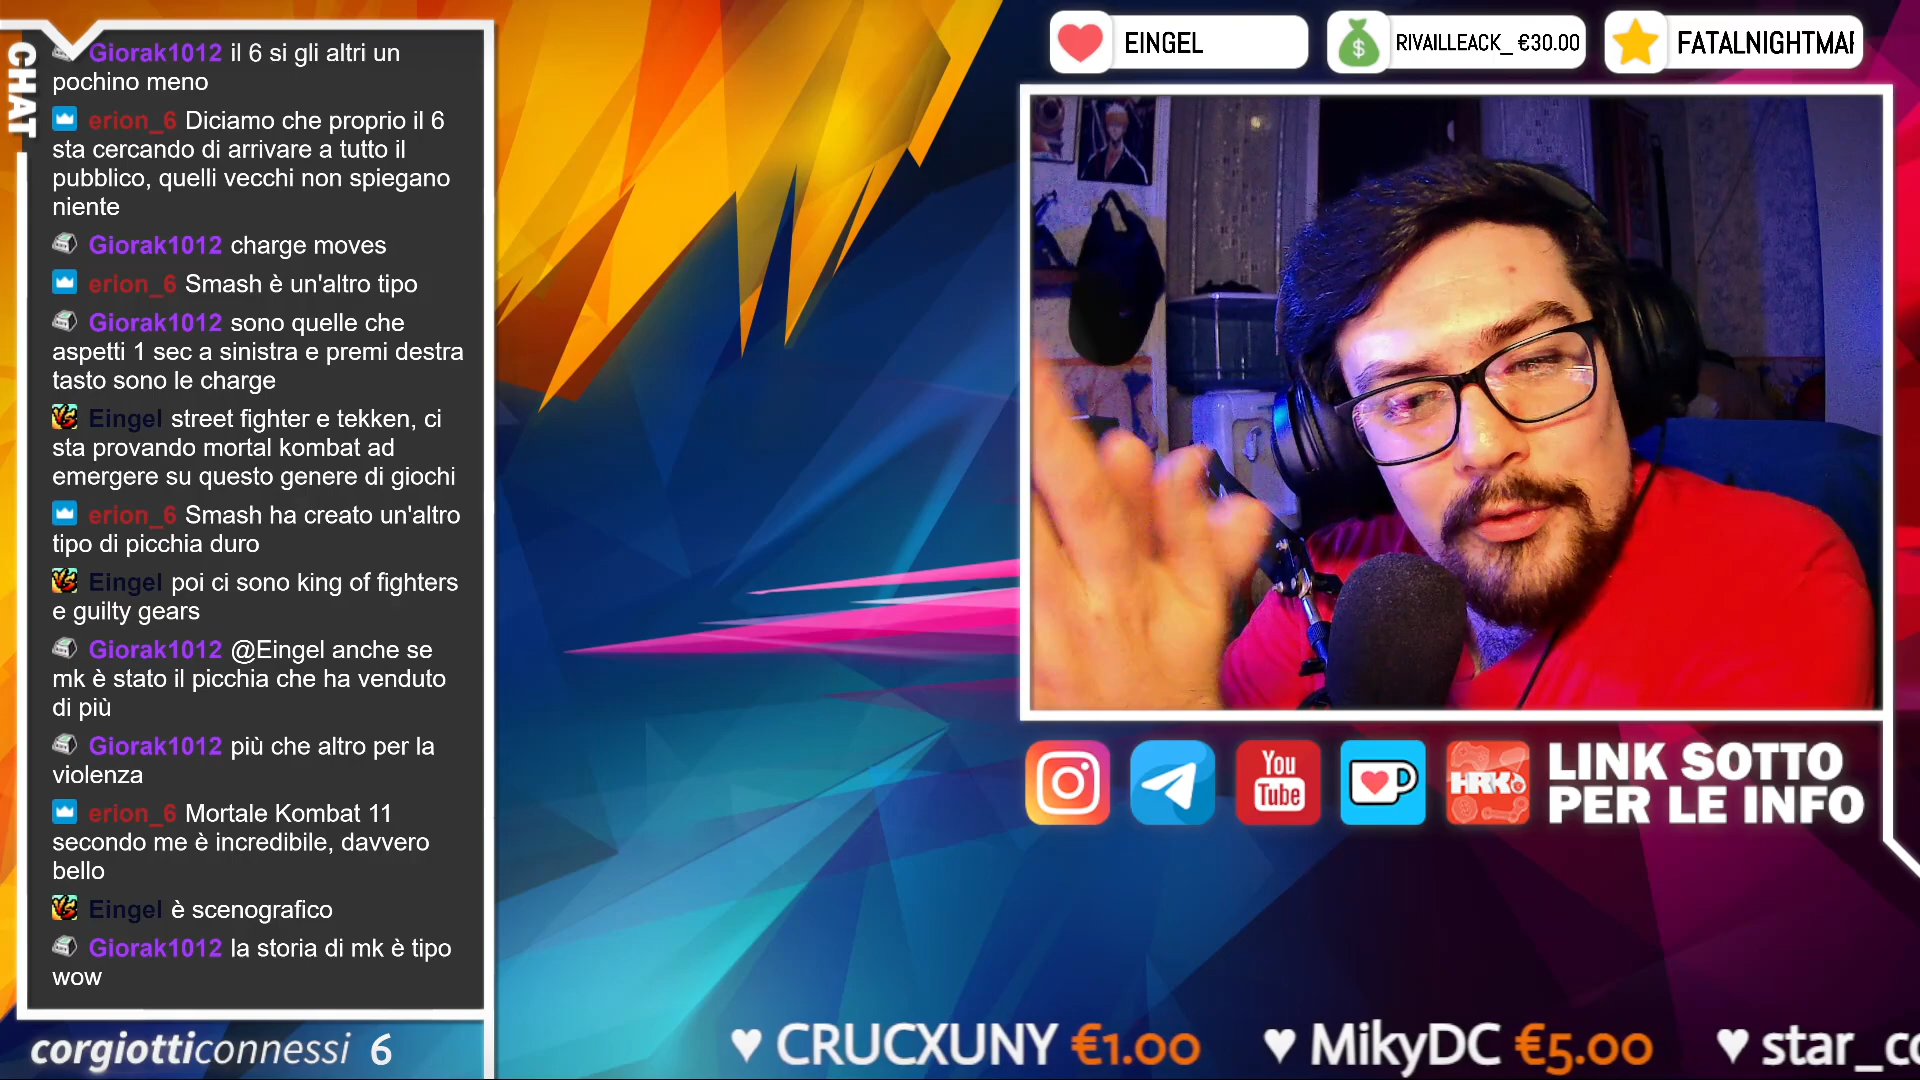 CHAT
Giorak1012 il 6 si gli altri un
pochino meno
erion_6 Diciamo che proprio il 6
sta cercando di arrivare a tutto il
pubblico, quelli vecchi non spiegano
niente
Giorak1012 charge moves
erion_6 Smash è un'altro tipo
Giorak1012 sono quelle che
aspetti 1 sec a sinistra e premi destra
tasto sono le charge
Eingel street fighter e tekken, ci
sta provando mortal kombat ad
emergere su questo genere di giochi
erion_6 Smash ha creato un'altro
tipo di picchia duro
Eingel poi ci sono king of fighters
e guilty gears
Giorak1012 @Eingel anche se
mk è stato il picchia che ha venduto
di più
Giorak1012 più che altro per la
violenza
erion_6 Mortale Kombat 11
secondo me è incredibile, davvero
bello
Eingel è scenografico
Giorak1012 la storia di mk è tipo
wow
corgiotticonnessi 6
EINGEL
RIVAILLEACK_ €30.00
FATALNIGHTMAR
You
Tube
HRK
LINK SOTTO
PER LE INFO
♥ CRUCXUNY €1.00 ♥ MikyDC €5.00 ♥ star_co